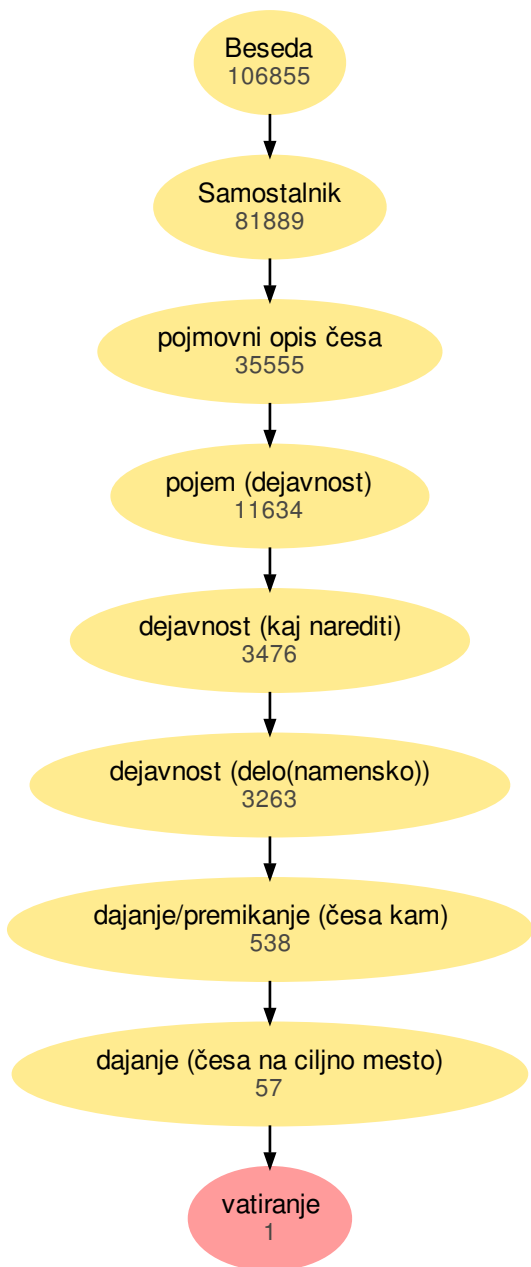 Beseda
106855
Samostalnik
81889
pojmovni opis česa
35555
pojem (dejavnost)
11634
dejavnost (kaj narediti)
3476
dejavnost (delo(namensko))
3263
dajanje/premikanje (česa kam)
538
dajanje (česa na ciljno mesto)
57
vatiranje
1